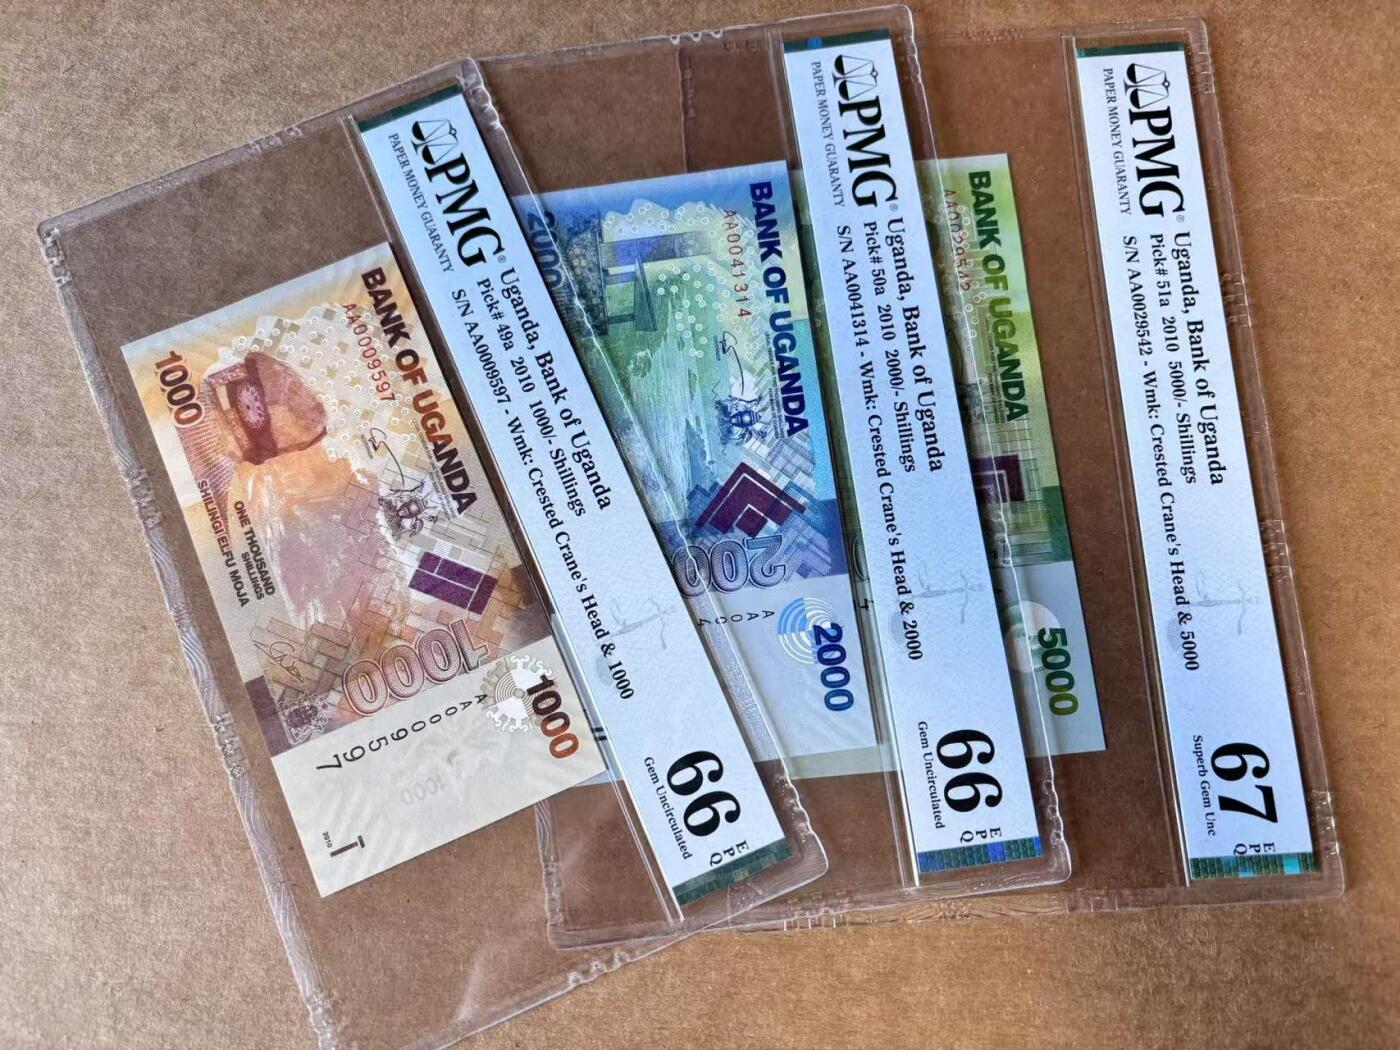 PMG®
PAPER MONEY GUARANTY
Uganda, Bank of Uganda
Pick# 49a 2010 1000/- Shillings
S/N AA0009597 - Wmk: Crested Crane's Head & 1000
66
EPQ
Gem Uncirculated
BANK OF UGANDA
AA0009597
1000
ONE THOUSAND
SHILLINGS
SHILINGI ELFU MOJA
1000
1000
AA0009597
1000
2010
PMG®
PAPER MONEY GUARANTY
Uganda, Bank of Uganda
Pick# 50a 2010 2000/- Shillings
S/N AA0041314 - Wmk: Crested Crane's Head & 2000
66
EPQ
Gem Uncirculated
BANK OF UGANDA
AA0041314
2000
2000
PMG®
PAPER MONEY GUARANTY
Uganda, Bank of Uganda
Pick# 51a 2010 5000/- Shillings
S/N AA0029542 - Wmk: Crested Crane's Head & 5000
67
EPQ
Superb Gem Unc
BANK OF UGANDA
AA0029542
5000